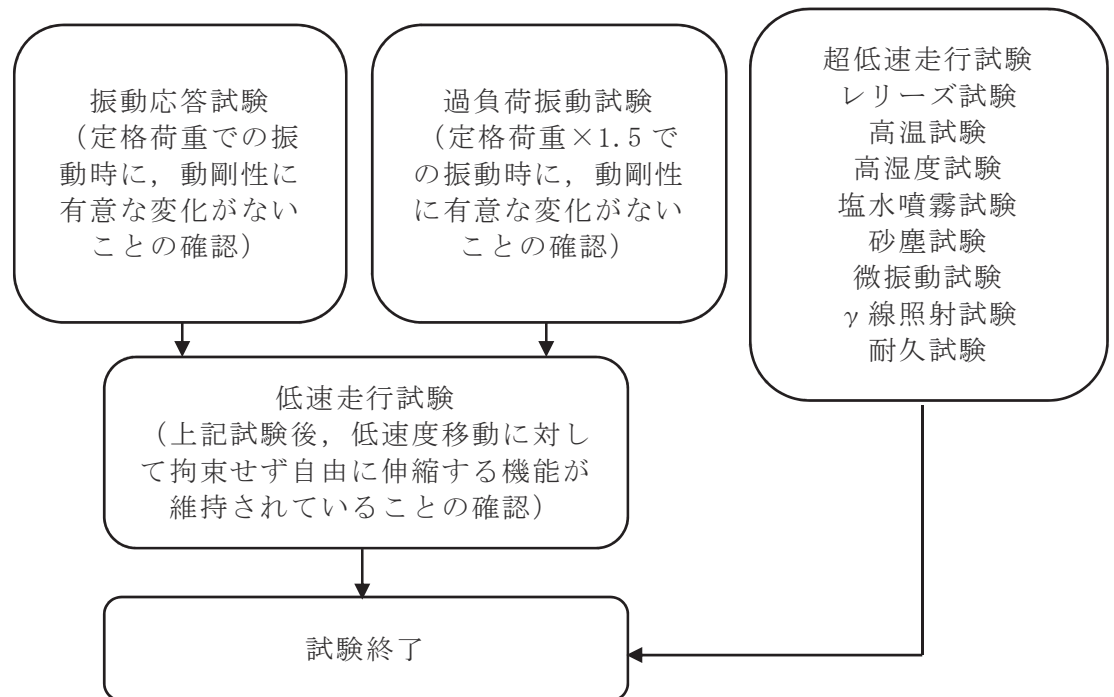 振動応答試験
（定格荷重での振
動時に，動剛性に
有意な変化がない
ことの確認）
過負荷振動試験
（定格荷重×1.5で
の振動時に，動剛性
に有意な変化がない
ことの確認）
超低速走行試験
レリーズ試験
高温試験
高湿度試験
塩水噴霧試験
砂塵試験
微振動試験
γ線照射試験
耐久試験
低速走行試験
（上記試験後，低速度移動に対し
て拘束せず自由に伸縮する機能が
維持されていることの確認）
試験終了